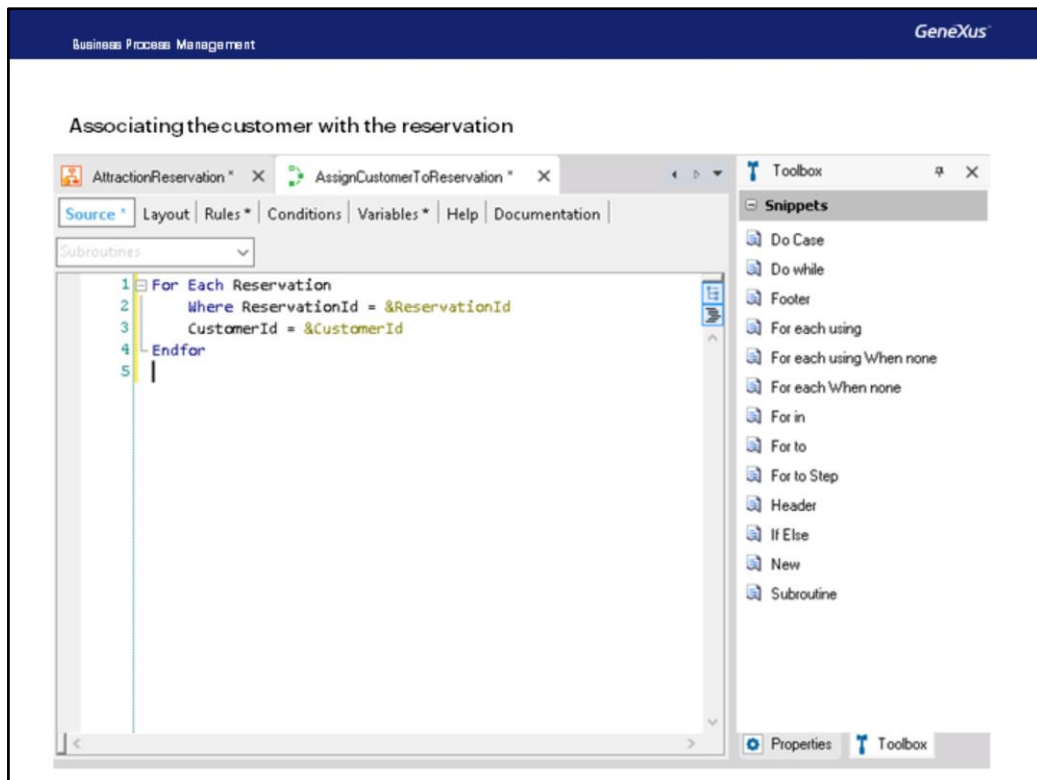 Business Process Management
GeneXus
Associating the customer with the reservation
AttractionReservation *
AssignCustomerToReservation *
Source * Layout Rules * Conditions Variables * Help Documentation
Subroutines
1 For Each Reservation
2 Where ReservationId = &ReservationId
3 CustomerId = &CustomerId
4 Endfor
5
Toolbox
Snippets
Do Case
Do while
Footer
For each using
For each using When none
For each When none
For in
For to
For to Step
Header
If Else
New
Subroutine
Properties Toolbox